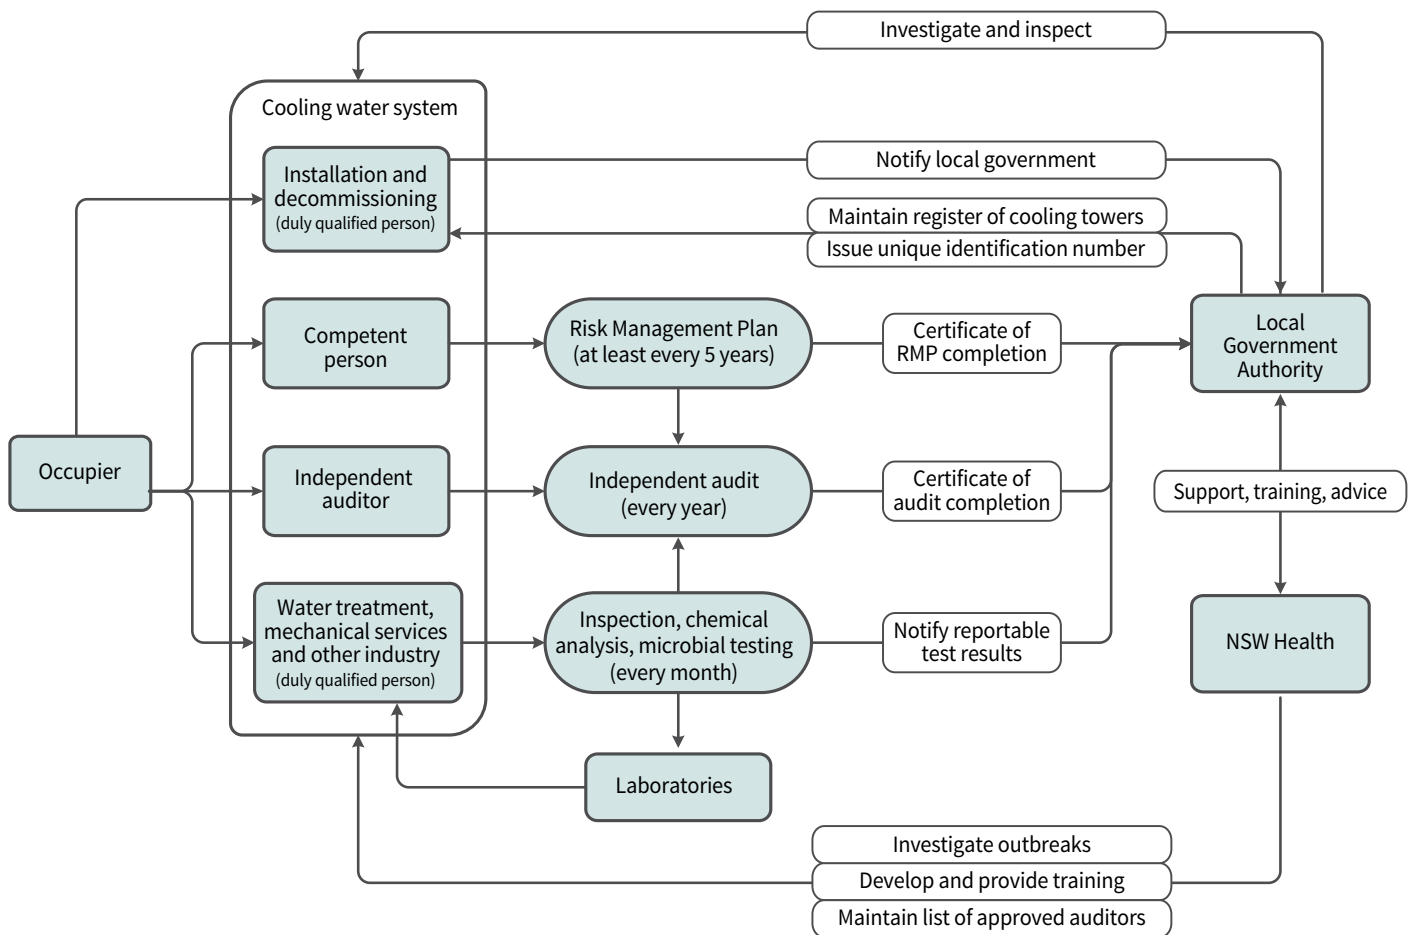 Investigate and inspect
Cooling water system
Installation and
decommissioning
(duly qualified person)
Notify local government
Maintain register of cooling towers
Issue unique identification number
Competent
person
Risk Management Plan
(at least every 5 years)
Certificate of
RMP completion
Local
Government
Authority
Occupier
Independent
auditor
Independent audit
(every year)
Certificate of
audit completion
Support, training, advice
Water treatment,
mechanical services
and other industry
(duly qualified person)
Inspection, chemical
analysis, microbial testing
(every month)
Notify reportable
test results
NSW Health
Laboratories
Investigate outbreaks
Develop and provide training
Maintain list of approved auditors